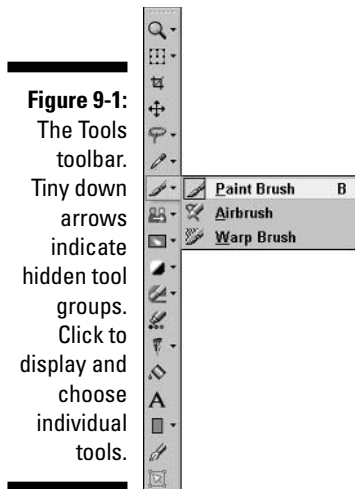 Figure 9-1:
The Tools
toolbar.
Tiny down
arrows
indicate
hidden tool
groups.
Click to
display and
choose
individual
tools.
Paint Brush B
Airbrush
Warp Brush
A